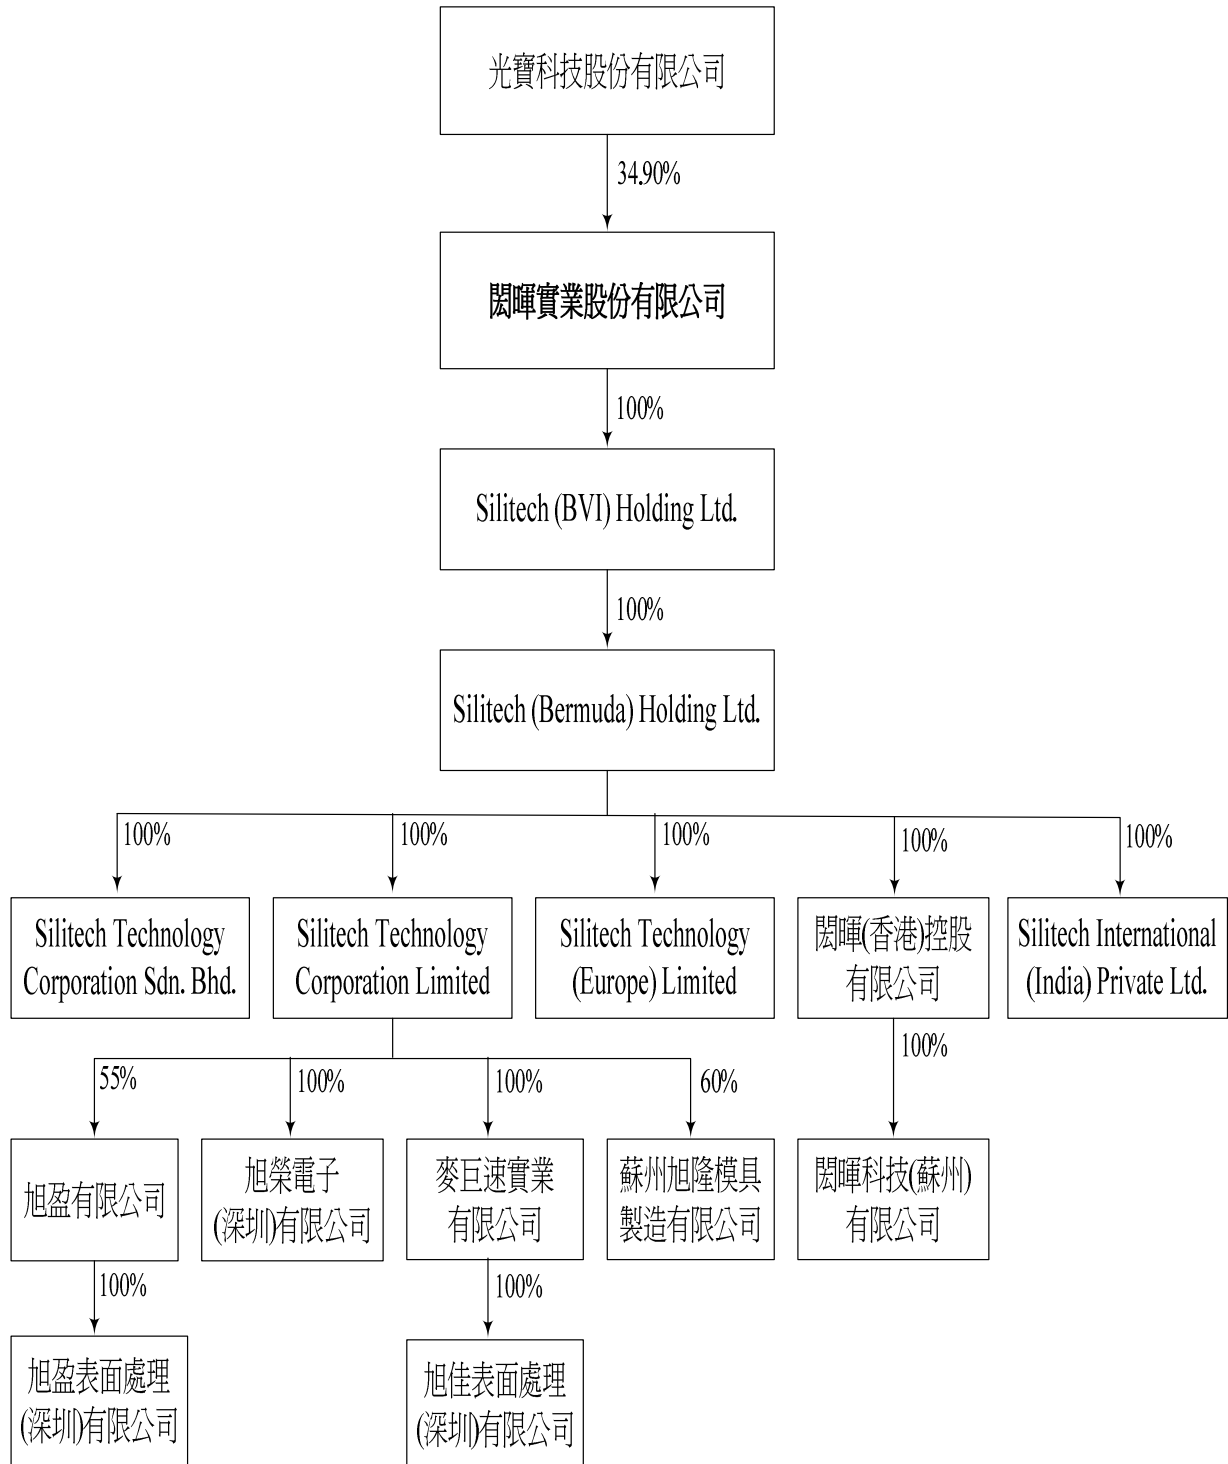 光寶科技股份有限公司
34.90%
閎暉實業股份有限公司
100%
Silitech (BVI) Holding Ltd.
100%
Silitech (Bermuda) Holding Ltd.
100%
100%
100%
100%
100%
Silitech Technology
Corporation Sdn. Bhd.
Silitech Technology
Corporation Limited
Silitech Technology
(Europe) Limited
閎暉(香港)控股
有限公司
Silitech International
(India) Private Ltd.
55%
100%
100%
60%
100%
旭盈有限公司
旭榮電子
(深圳)有限公司
麥巨速實業
有限公司
蘇州旭隆模具
製造有限公司
閎暉科技(蘇州)
有限公司
100%
100%
旭盈表面處理
(深圳)有限公司
旭佳表面處理
(深圳)有限公司